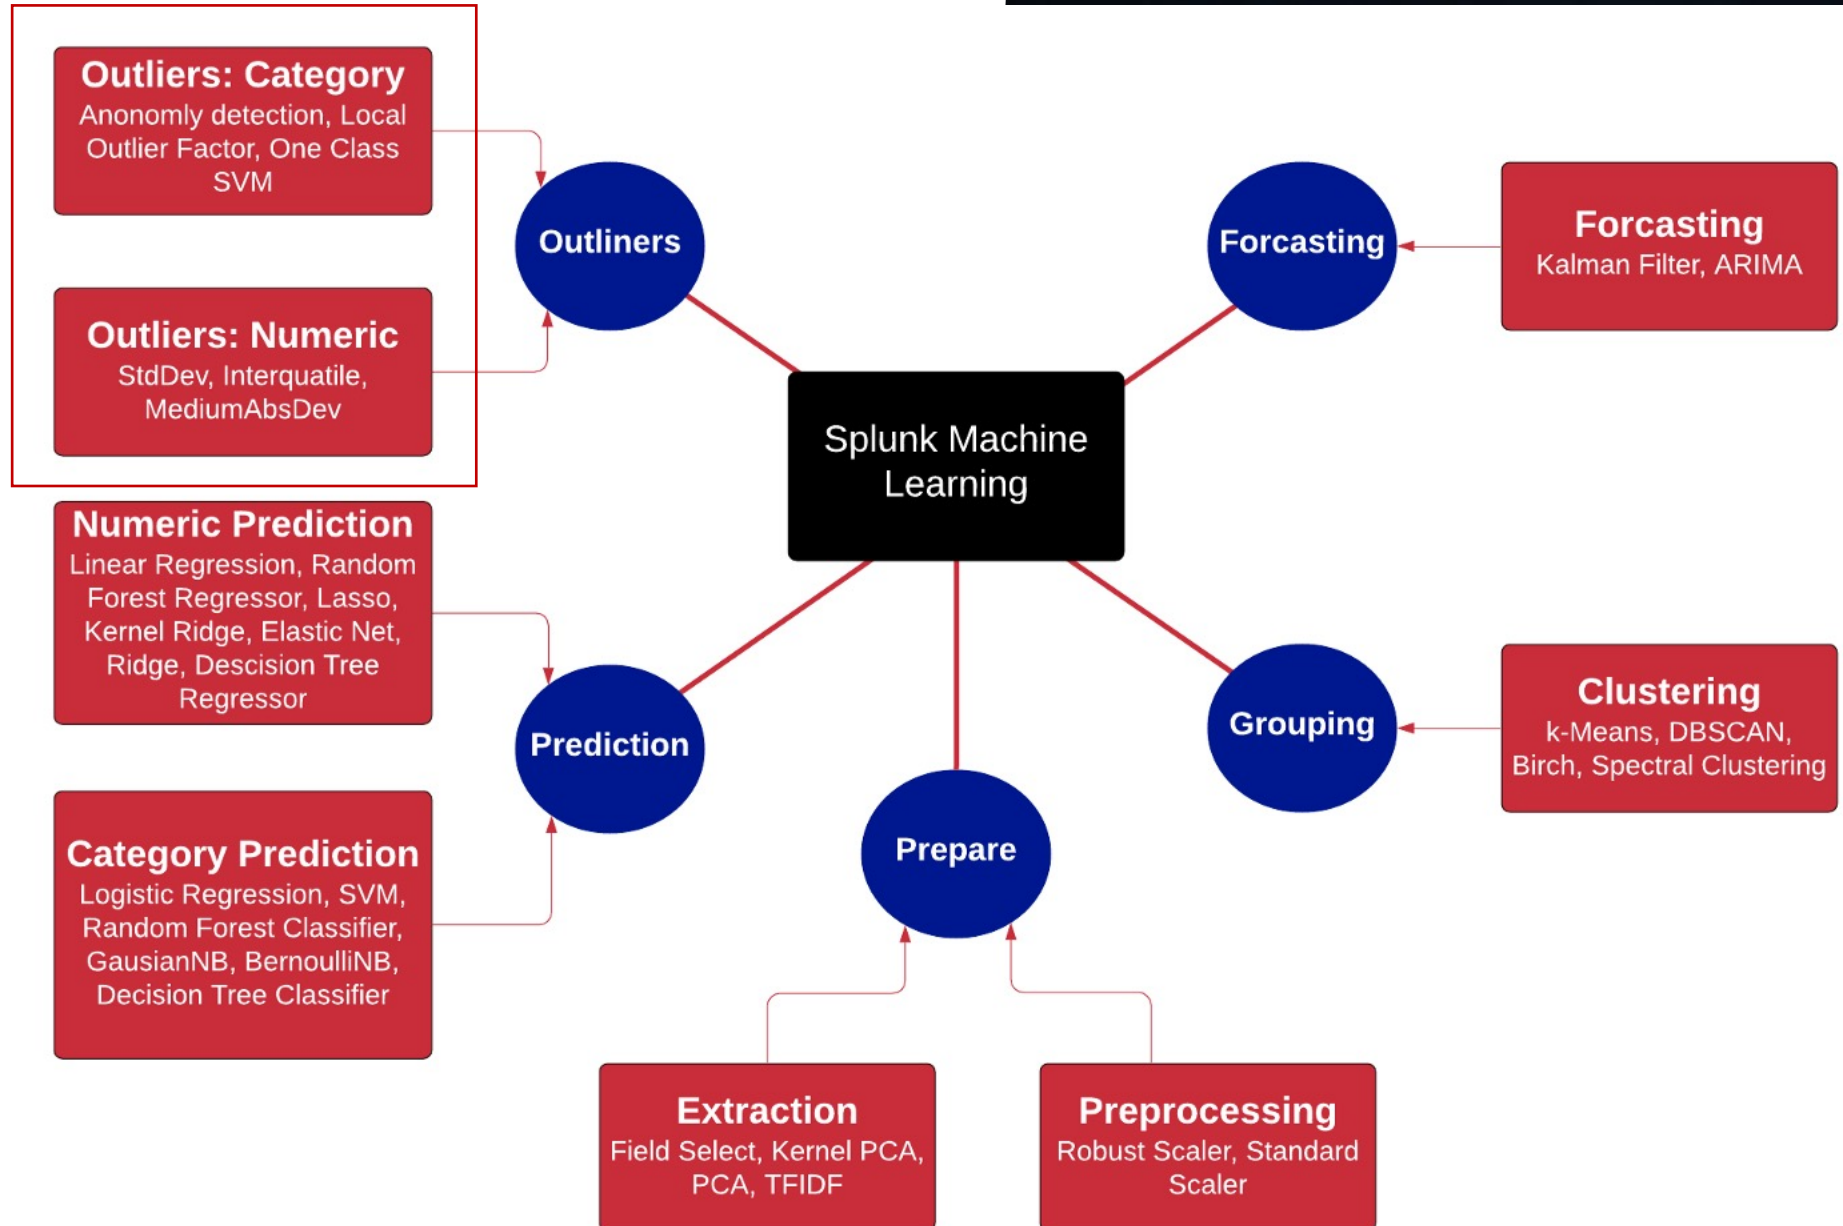 Outliers: Category
Anonomly detection, Local
Outlier Factor, One Class
SVM
Outliners
Outliers: Numeric
StdDev, Interquatile,
MediumAbsDev
Forcasting
Forcasting
Kalman Filter, ARIMA
Splunk Machine
Learning
Numeric Prediction
Linear Regression, Random
Forest Regressor, Lasso,
Kernel Ridge, Elastic Net,
Ridge, Descision Tree
Regressor
Prediction
Category Prediction
Logistic Regression, SVM,
Random Forest Classifier,
GausianNB, BernoulliNB,
Decision Tree Classifier
Grouping
Clustering
k-Means, DBSCAN,
Birch, Spectral Clustering
Prepare
Extraction
Field Select, Kernel PCA,
PCA, TFIDF
Preprocessing
Robust Scaler, Standard
Scaler